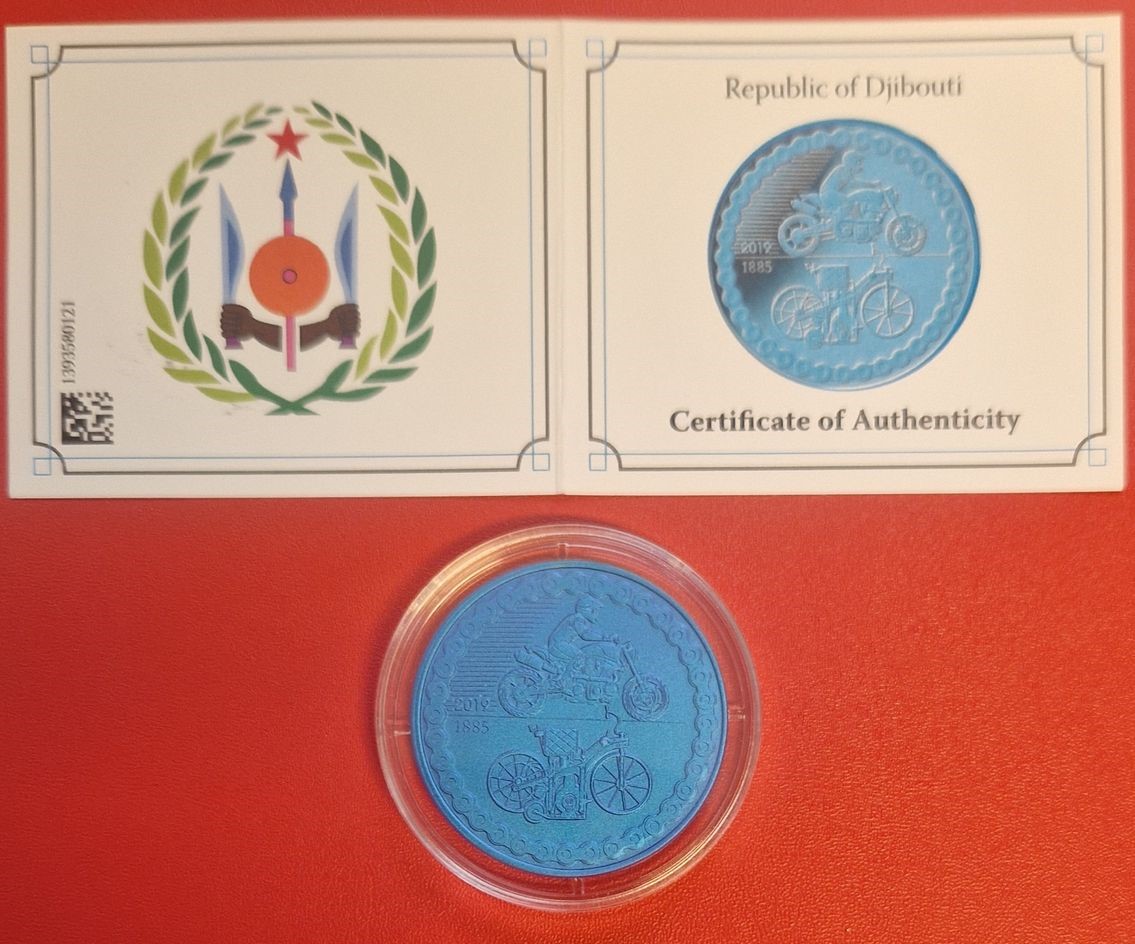 1393580121
Republic of Djibouti
2019
1885
Certificate of Authenticity
2019
1885